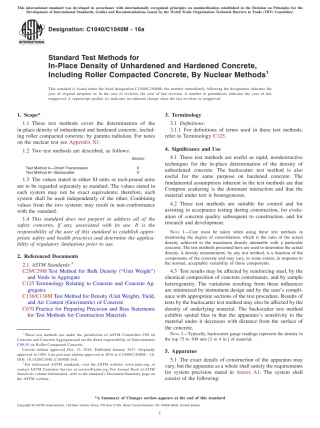 This international standard was developed in accordance with internationally recognized principles on standardization established in the Decision on Principles for the
Development of International Standards, Guides and Recommendations issued by the World Trade Organization Technical Barriers to Trade (TBT) Committee.
Designation: C1040/C1040M − 16a
Standard Test Methods for
In-Place Density of Unhardened and Hardened Concrete,
Including Roller Compacted Concrete, By Nuclear Methods1
This standard is issued under the fixed designation C1040/C1040M; the number immediately following the designation indicates the
year of original adoption or, in the case of revision, the year of last revision. A number in parentheses indicates the year of last
reapproval. A superscript epsilon (ε) indicates an editorial change since the last revision or reapproval.
1. Scope*
1.1 These test methods cover the determination of the
in-place density of unhardened and hardened concrete, includ-
ing roller compacted concrete, by gamma radiation. For notes
on the nuclear test see Appendix X1.
1.2 Two test methods are described, as follows:
Section
Test Method A—Direct Transmission 8
Test Method B—Backscatter 9
1.3 The values stated in either SI units or inch-pound units
are to be regarded separately as standard. The values stated in
each system may not be exact equivalents; therefore, each
system shall be used independently of the other. Combining
values from the two systems may result in non-conformance
with the standard.
1.4 This standard does not purport to address all of the
safety concerns, if any, associated with its use. It is the
responsibility of the user of this standard to establish appro-
priate safety and health practices and determine the applica-
bility of regulatory limitations prior to use.
2. Referenced Documents
2.1 ASTM Standards:2
C29/C29M Test Method for Bulk Density ("Unit Weight")
and Voids in Aggregate
C125 Terminology Relating to Concrete and Concrete Ag-
gregates
C138/C138M Test Method for Density (Unit Weight), Yield,
and Air Content (Gravimetric) of Concrete
C670 Practice for Preparing Precision and Bias Statements
for Test Methods for Construction Materials
1 These test methods are under the jurisdiction of ASTM Committee C09 on
Concrete and Concrete Aggregates and are the direct responsibility of Subcommittee
C09.45 on Roller-Compacted Concrete.
Current edition approved Dec. 15, 2016. Published January 2017. Originally
approved in 1985. Last previous edition approved in 2016 as C1040/C1040M – 16.
DOI: 10.1520/C1040_C1040M-16A.
2 For referenced ASTM standards, visit the ASTM website, www.astm.org, or
contact ASTM Customer Service at service@astm.org. For Annual Book of ASTM
Standards volume information, refer to the standard's Document Summary page on
the ASTM website.
3. Terminology
3.1 Definitions:
3.1.1 For definitions of terms used in these test methods,
refer to Terminology C125.
4. Significance and Use
4.1 These test methods are useful as rapid, nondestructive
techniques for the in-place determination of the density of
unhardened concrete. The backscatter test method is also
useful for the same purpose on hardened concrete. The
fundamental assumptions inherent in the test methods are that
Compton scattering is the dominant interaction and that the
material under test is homogeneous.
4.2 These test methods are suitable for control and for
assisting in acceptance testing during construction, for evalu-
ation of concrete quality subsequent to construction, and for
research and development.
NOTE 1—Care must be taken when using these test methods in
monitoring the degree of consolidation, which is the ratio of the actual
density achieved to the maximum density attainable with a particular
concrete. The test methods presented here are used to determine the actual
density. A density measurement, by any test method, is a function of the
components of the concrete and may vary, to some extent, in response to
the normal, acceptable variability of those components.
4.3 Test results may be affected by reinforcing steel, by the
chemical composition of concrete constituents, and by sample
heterogeneity. The variations resulting from these influences
are minimized by instrument design and by the user's compli-
ance with appropriate sections of the test procedure. Results of
tests by the backscatter test method may also be affected by the
density of underlying material. The backscatter test method
exhibits spatial bias in that the apparatus's sensitivity to the
material under it decreases with distance from the surface of
the concrete.
NOTE 2—Typically, backscatter gauge readings represent the density in
the top 75 to 100 mm [3 to 4 in.] of material.
5. Apparatus
5.1 The exact details of construction of the apparatus may
vary, but the apparatus as a whole shall satisfy the requirements
for system precision stated in Annex A1. The system shall
consist of the following:
*A Summary of Changes section appears at the end of this standard
Copyright © ASTM International, 100 Barr Harbor Drive, PO Box C700, West Conshohocken, PA 19428-2959. United States
1